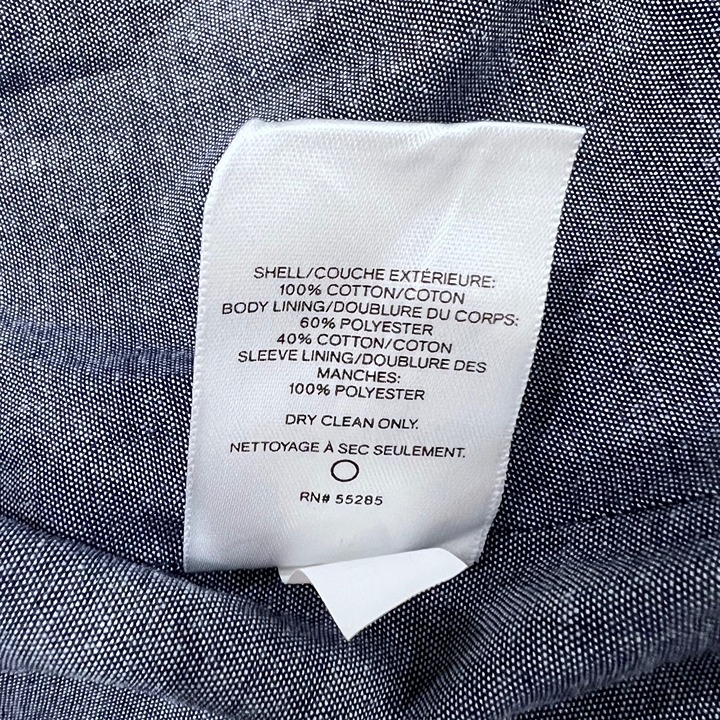 SHELL/COUCHE EXTÉRIEURE:
100% COTTON/COTON
BODY LINING/DOUBLURE DU CORPS:
60% POLYESTER
40% COTTON/COTON
SLEEVE LINING/DOUBLURE DES
MANCHES:
100% POLYESTER
DRY CLEAN ONLY.
NETTOYAGE À SEC SEULEMENT.
RN# 55285